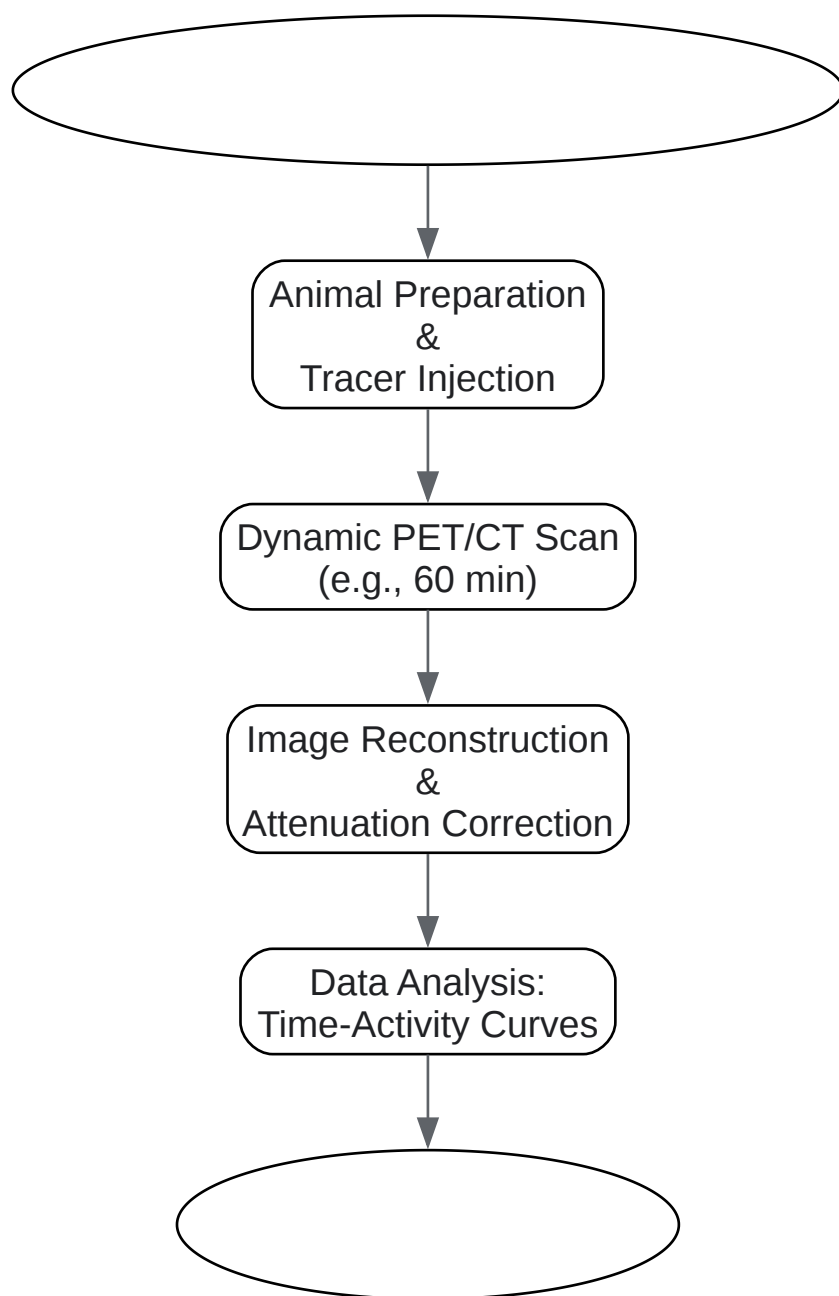 Animal Preparation
&
Tracer Injection
Dynamic PET/CT Scan
(e.g., 60 min)
Image Reconstruction
&
Attenuation Correction
Data Analysis:
Time-Activity Curves